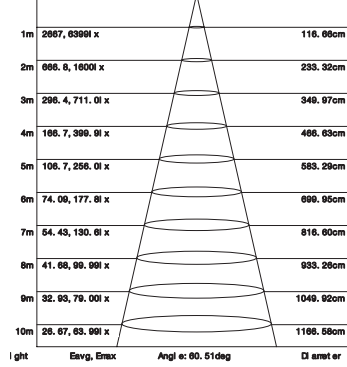 1m 2667, 6399l x 116. 66cm
2m 666. 8, 1600l x 233. 32cm
3m 296. 4, 711. 0l x 349. 97cm
4m 166. 7, 399. 9l x 466. 63cm
5m 106. 7, 256. 0l x 583. 29cm
6m 74. 09, 177. 8l x 699. 95cm
7m 54. 43, 130. 6l x 816. 60cm
8m 41. 68, 99. 99l x 933. 26cm
9m 32. 93, 79. 00l x 1049. 92cm
10m 26. 67, 63. 99l x 1166. 58cm
ight Eavg, Emax Angl e: 60. 51deg Di amet er